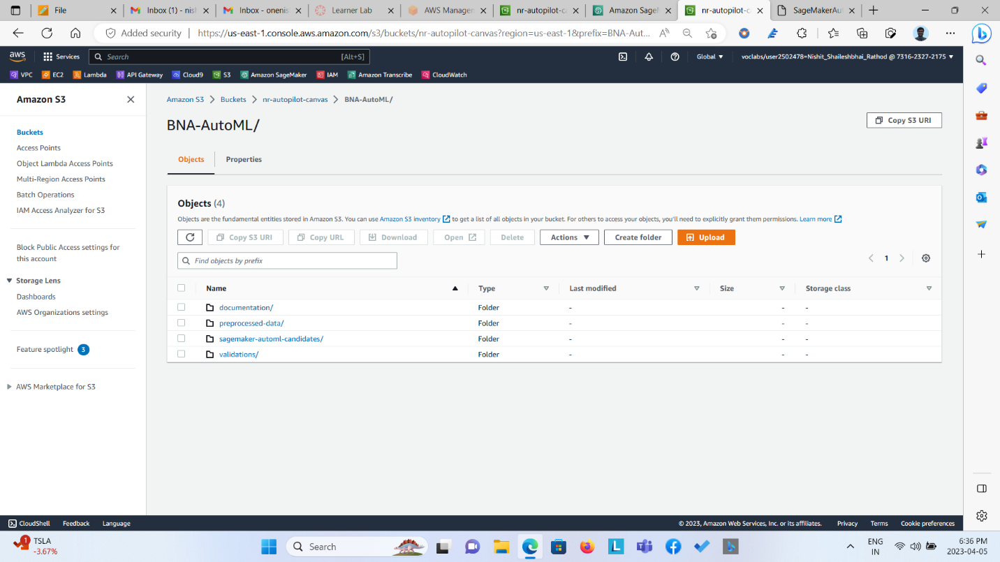 File
Inbox (1) - nis
Inbox - onenis
Learner Lab
AWS Managem
nr-autopilot-ca
Amazon SageM
nr-autopilot-ca
SageMakerAut
Added security
https://us-east-1.console.aws.amazon.com/s3/buckets/nr-autopilot-canvas?region=us-east-1&prefix=BNA-Aut...
aws
Services
Search
[Alt+S]
Global
voclabs/user2502478=Nishit_Shaileshbhai_Rathod @ 7316-2327-2175
VPC
EC2
Lambda
API Gateway
Cloud9
S3
Amazon SageMaker
IAM
Amazon Transcribe
CloudWatch
Amazon S3
Buckets
Access Points
Object Lambda Access Points
Multi-Region Access Points
Batch Operations
IAM Access Analyzer for S3
Block Public Access settings for
this account
Storage Lens
Dashboards
AWS Organizations settings
Feature spotlight 3
AWS Marketplace for S3
Amazon S3 > Buckets > nr-autopilot-canvas > BNA-AutoML/
BNA-AutoML/
Copy S3 URI
Objects
Properties
Objects (4)
Objects are the fundamental entities stored in Amazon S3. You can use Amazon S3 inventory to get a list of all objects in your bucket. For others to access your objects, you'll need to explicitly grant them permissions. Learn more
Copy S3 URI
Copy URL
Download
Open
Delete
Actions
Create folder
Upload
Find objects by prefix
1
Name Type Last modified Size Storage class
documentation/ Folder - - -
preprocessed-data/ Folder - - -
sagemaker-automl-candidates/ Folder - - -
validations/ Folder - - -
CloudShell
Feedback
Language
© 2023, Amazon Web Services, Inc. or its affiliates.
Privacy
Terms
Cookie preferences
1
TSLA
-3.67%
Search
ENG
IN
6:36 PM
2023-04-05